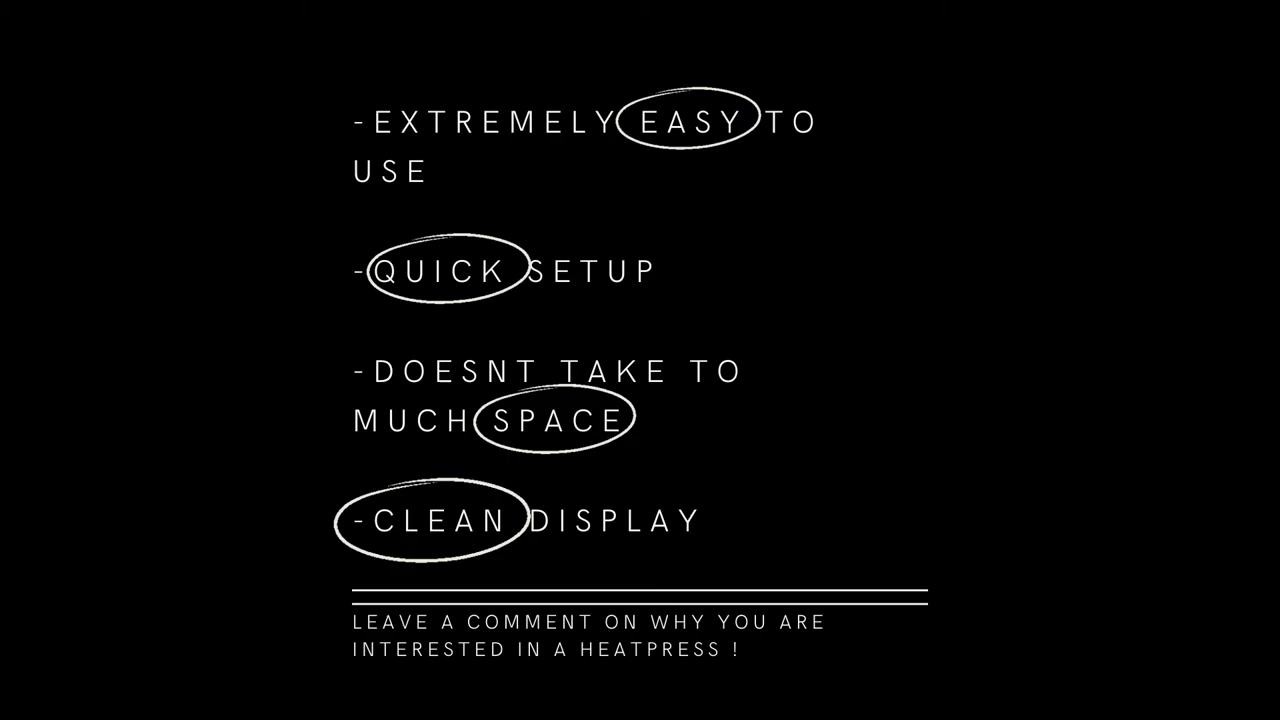 -EXTREMELY EASY TO
USE
-QUICK SETUP
-DOESNT TAKE TO
MUCH SPACE
-CLEAN DISPLAY
LEAVE A COMMENT ON WHY YOU ARE
INTERESTED IN A HEATPRESS !